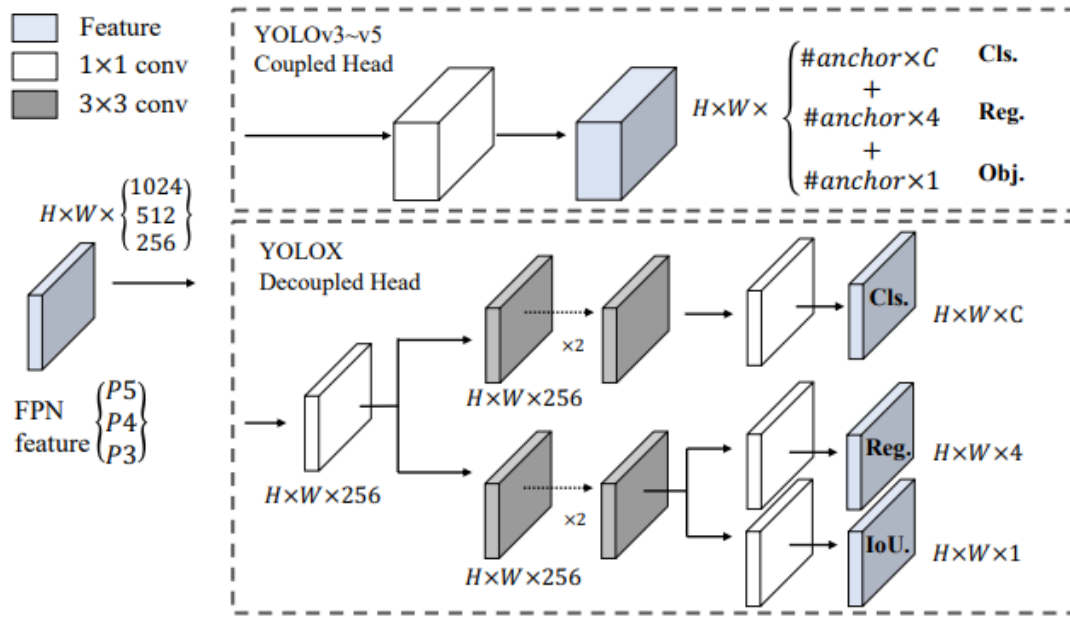 Feature
1×1 conv
3×3 conv
YOLOv3~v5
Coupled Head
H×W×
#anchor×C Cls.
+
#anchor×4 Reg.
+
#anchor×1 Obj.
H×W× {1024
512
256}
FPN feature {P5
P4
P3}
YOLOX
Decoupled Head
H×W×256
×2
H×W×256
×2
H×W×256
Cls.
H×W×C
Reg.
H×W×4
IoU.
H×W×1